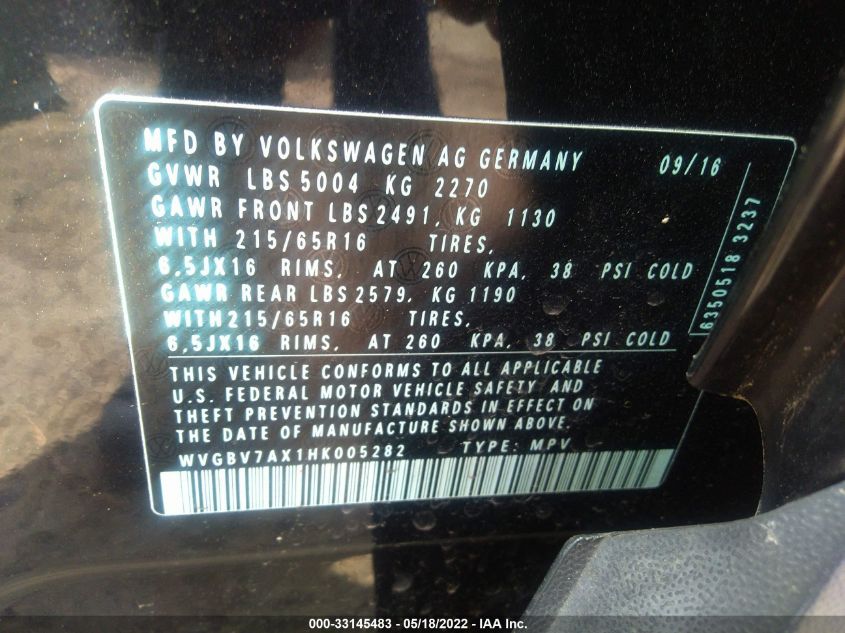 MFD BY VOLKSWAGEN AG GERMANY 09/16
GVWR LBS 5004 KG 2270
GAWR FRONT LBS 2491, KG 1130
WITH 215/65R16 TIRES,
6,5JX16 RIMS, AT 260 KPA, 38 PSI COLD
GAWR REAR LBS 2579, KG 1190
WITH 215/65R16 TIRES,
6,5JX16 RIMS, AT 260 KPA, 38 PSI COLD
6350518 3237
THIS VEHICLE CONFORMS TO ALL APPLICABLE
U.S. FEDERAL MOTOR VEHICLE SAFETY AND
THEFT PREVENTION STANDARDS IN EFFECT ON
THE DATE OF MANUFACTURE SHOWN ABOVE.
WVGBV7AX1HK005282 TYPE: MPV
000-33145483 - 05/18/2022 - IAA Inc.